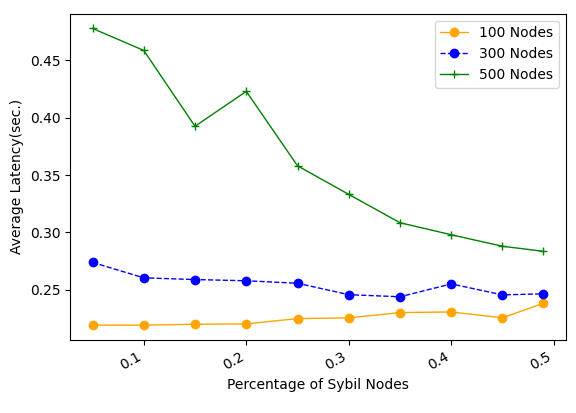 100 Nodes
300 Nodes
500 Nodes
Average Latency(sec.)
0.45
0.40
0.35
0.30
0.25
0.1
0.2
0.3
0.4
0.5
Percentage of Sybil Nodes